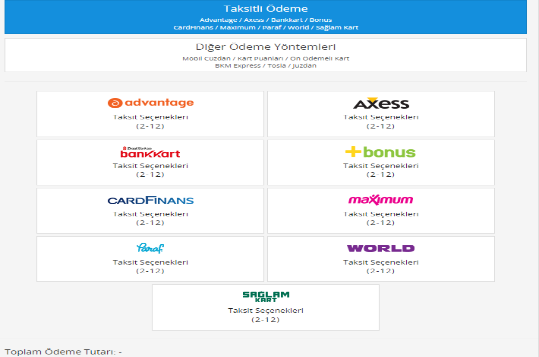 Taksitli Ödeme
Advantage / Axess / Bankkart / Bonus
CardFinans / Maximum / Paraf / World / Sağlam Kart
Diğer Ödeme Yöntemleri
Mobil Cüzdan / Kart Puanları / Ön Ödemeli Kart
BKM Express / Tosla / Juzdan
advantage
Taksit Seçenekleri
(2-12)
AXESS
Taksit Seçenekleri
(2-12)
bankkart
Taksit Seçenekleri
(2-12)
bonus
Taksit Seçenekleri
(2-12)
CARDFINANS
Taksit Seçenekleri
(2-12)
maximum
Taksit Seçenekleri
(2-12)
Paraf
Taksit Seçenekleri
(2-12)
WORLD
Taksit Seçenekleri
(2-12)
SAĞLAM
KART
Taksit Seçenekleri
(2-12)
Toplam Ödeme Tutarı: -